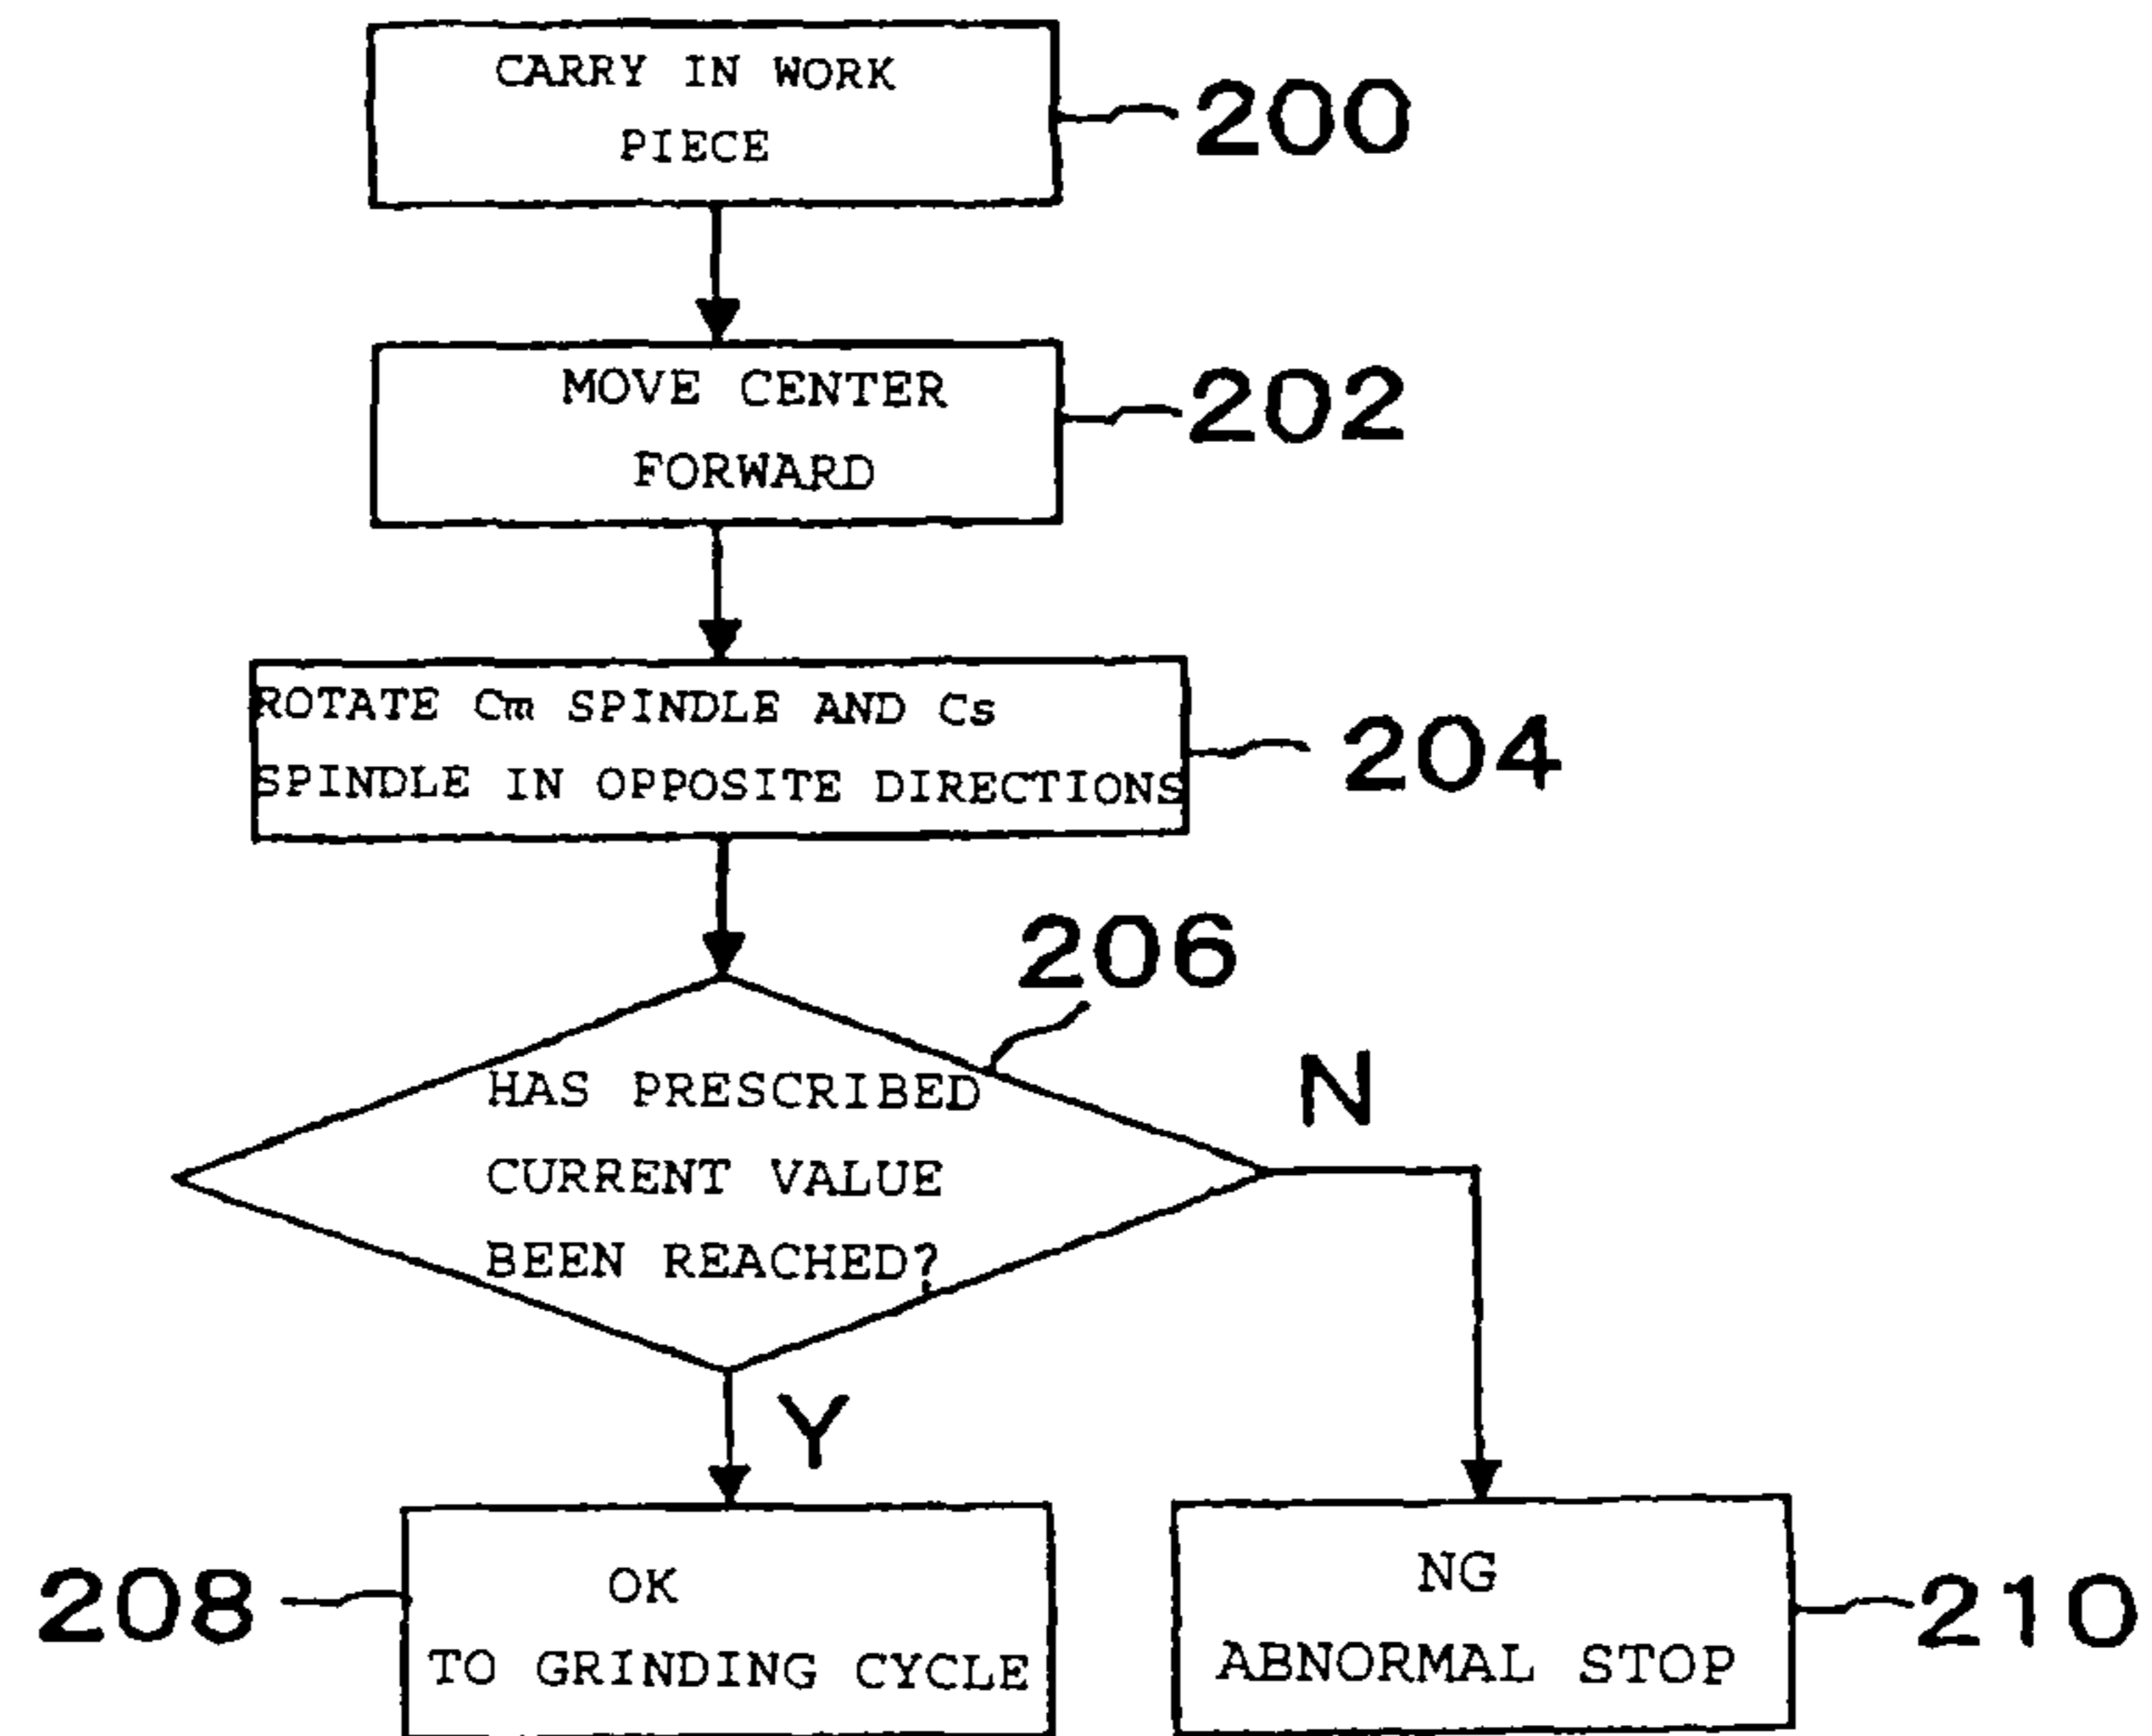 CARRY IN WORK
PIECE
200
MOVE CENTER
FORWARD
202
ROTATE Cm SPINDLE AND Cs
SPINDLE IN OPPOSITE DIRECTIONS
204
206
HAS PRESCRIBED
CURRENT VALUE
BEEN REACHED?
N
Y
208
OK
TO GRINDING CYCLE
NG
ABNORMAL STOP
210